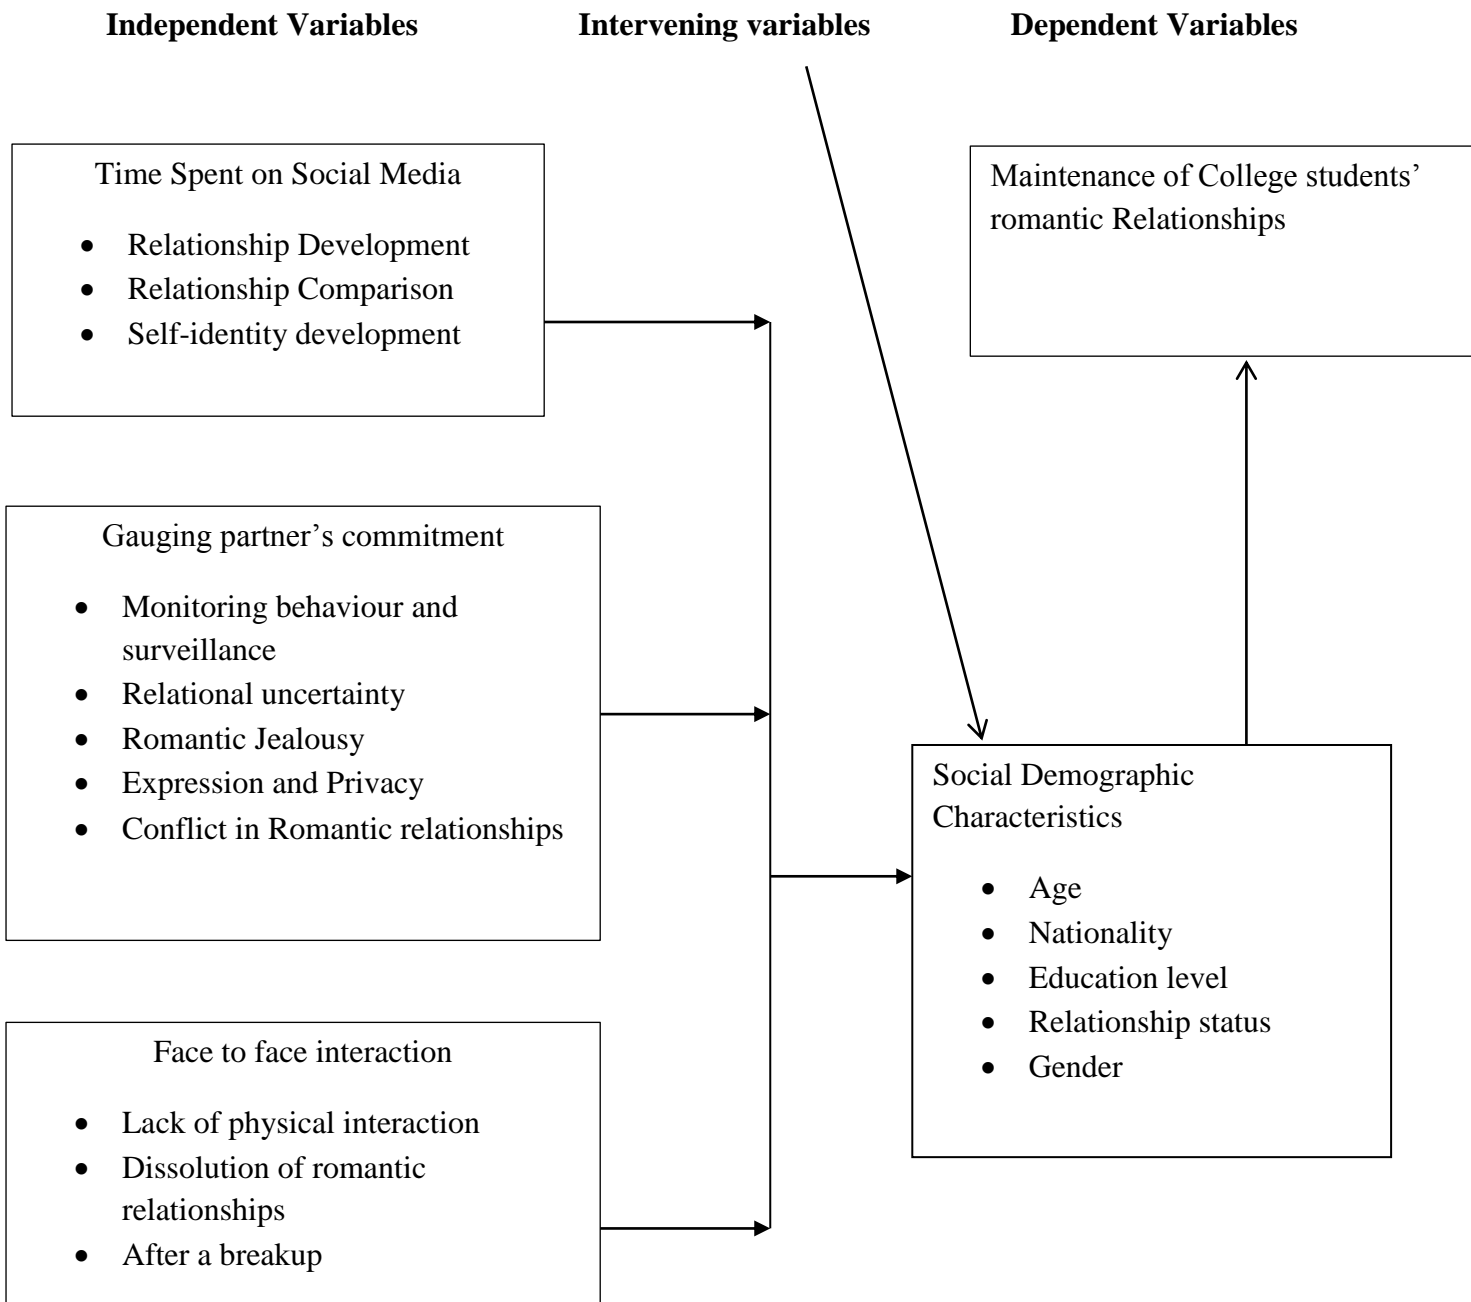 Independent Variables
Intervening variables
Dependent Variables
Time Spent on Social Media
• Relationship Development
• Relationship Comparison
• Self-identity development
Maintenance of College students’
romantic Relationships
Gauging partner’s commitment
• Monitoring behaviour and
surveillance
• Relational uncertainty
• Romantic Jealousy
• Expression and Privacy
• Conflict in Romantic relationships
Social Demographic
Characteristics
• Age
• Nationality
• Education level
• Relationship status
• Gender
Face to face interaction
• Lack of physical interaction
• Dissolution of romantic
relationships
• After a breakup